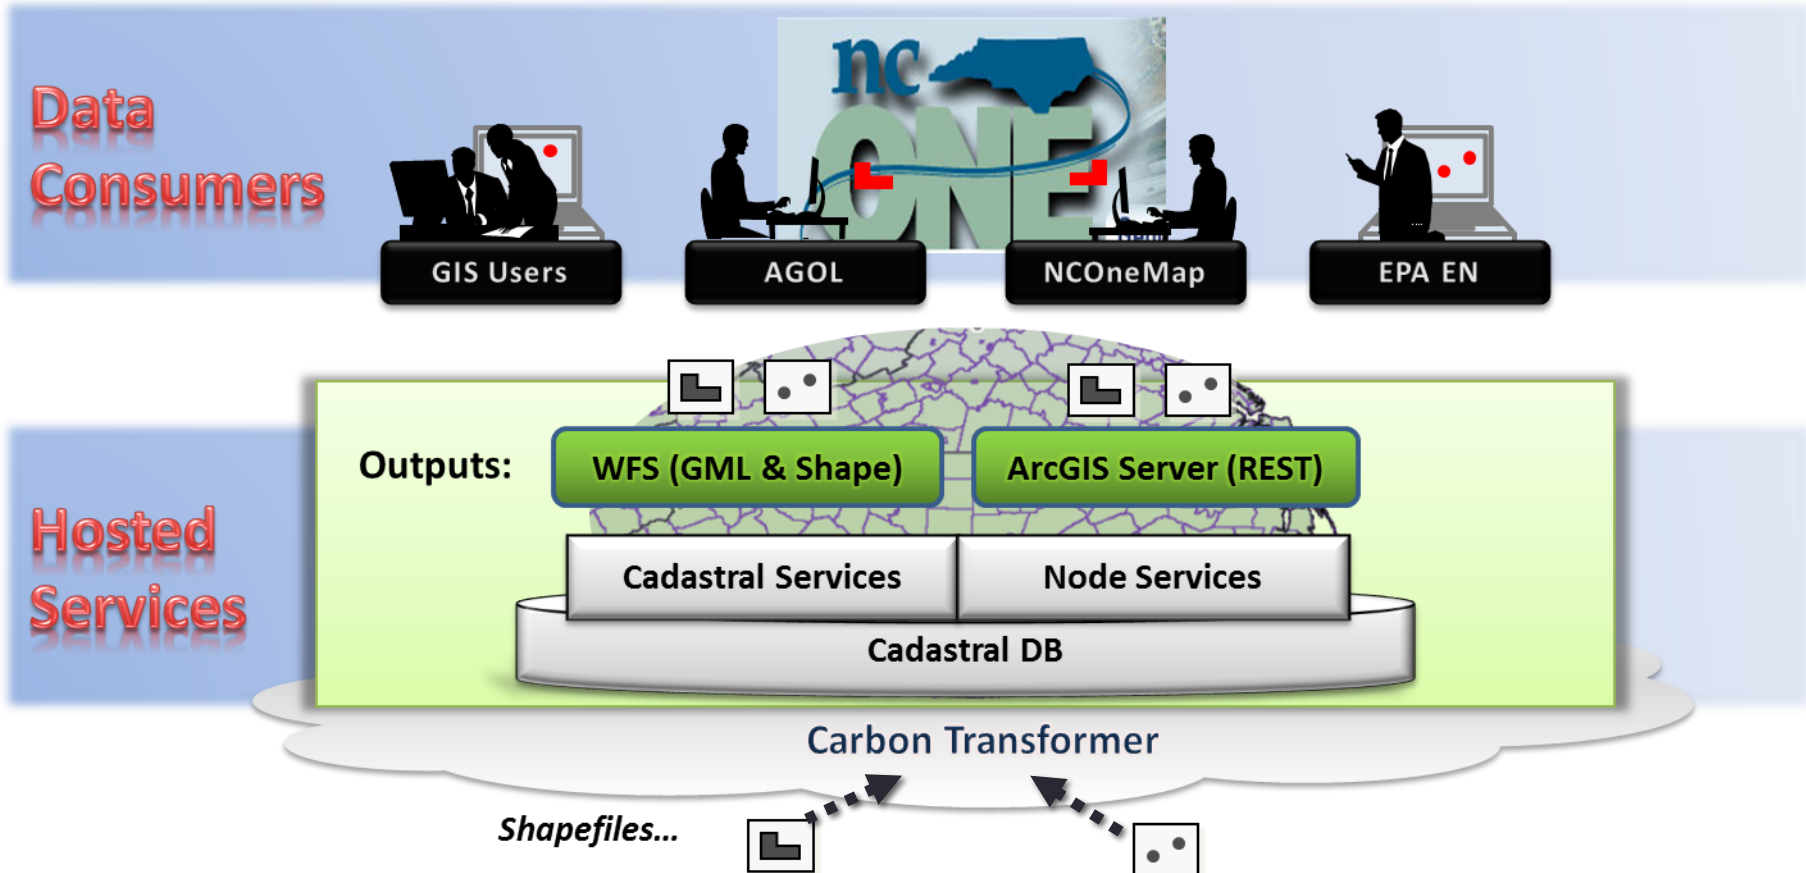 Data
Consumers
nc
ONE
GIS Users
AGOL
NCOneMap
EPA EN
Outputs:
WFS (GML & Shape)
ArcGIS Server (REST)
Hosted
Services
Cadastral Services
Node Services
Cadastral DB
Carbon Transformer
Shapefiles...